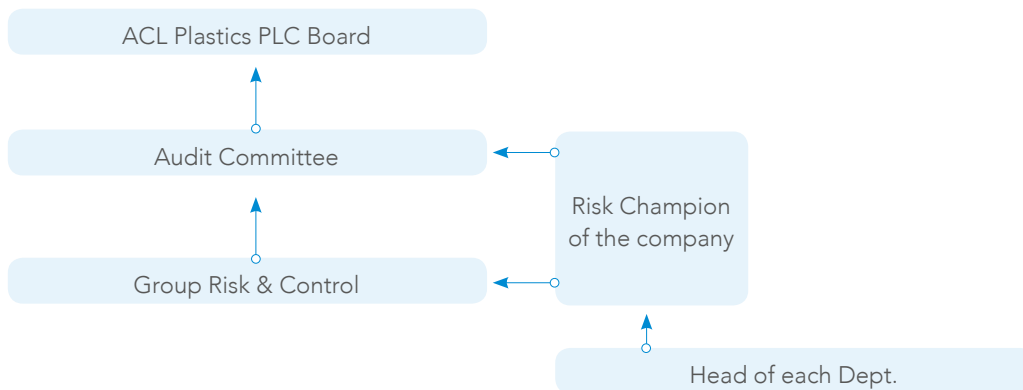 ACL Plastics PLC Board
Audit Committee
Risk Champion
of the company
Group Risk & Control
Head of each Dept.